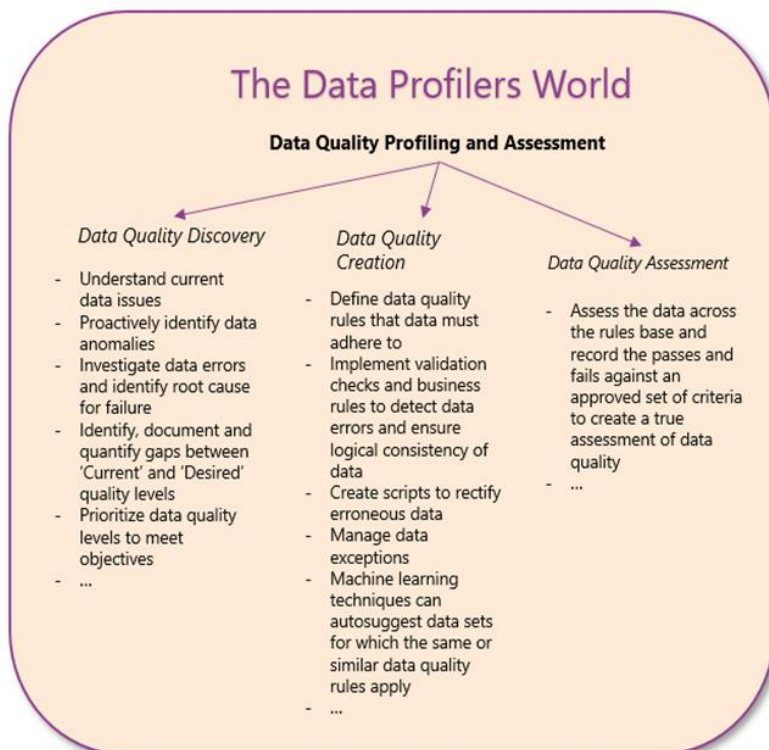 The Data Profilers World
Data Quality Profiling and Assessment
Data Quality Discovery
- Understand current
data issues
- Proactively identify data
anomalies
- Investigate data errors
and identify root cause
for failure
- Identify, document and
quantify gaps between
‘Current’ and ‘Desired’
quality levels
- Prioritize data quality
levels to meet
objectives
- ...
Data Quality
Creation
- Define data quality
rules that data must
adhere to
- Implement validation
checks and business
rules to detect data
errors and ensure
logical consistency of
data
- Create scripts to rectify
erroneous data
- Manage data
exceptions
- Machine learning
techniques can
autosuggest data sets
for which the same or
similar data quality
rules apply
- ...
Data Quality Assessment
- Assess the data across
the rules base and
record the passes and
fails against an
approved set of criteria
to create a true
assessment of data
quality
- ...